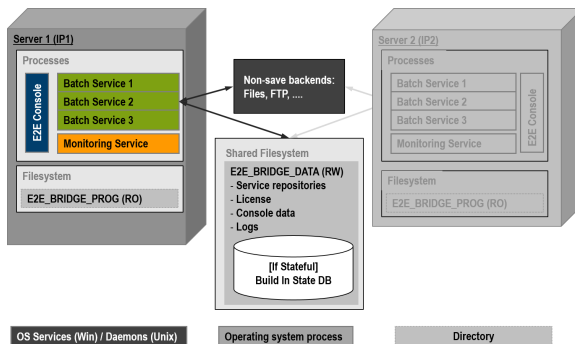 Server 1 (IP1)
Processes
E2E Console
Batch Service 1
Batch Service 2
Batch Service 3
Monitoring Service
Filesystem
E2E_BRIDGE_PROG (RO)
Non-save backends:
Files, FTP, ....
Shared Filesystem
E2E_BRIDGE_DATA (RW)
- Service repositories
- License
- Console data
- Logs
[If Stateful]
Build In State DB
Server 2 (IP2)
Processes
Batch Service 1
Batch Service 2
Batch Service 3
Monitoring Service
E2E Console
Filesystem
E2E_BRIDGE_PROG (RO)
OS Services (Win) / Daemons (Unix)
Operating system process
Directory